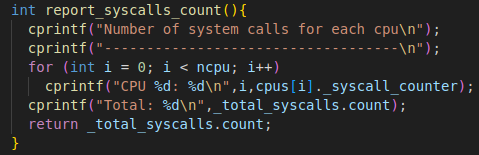 int report_syscalls_count(){
  cprintf("Number of system calls for each cpu\n");
  cprintf("-----------------------------------\n");
  for (int i = 0; i < ncpu; i++)
    cprintf("CPU %d: %d\n",i,cpus[i]._syscall_counter);
  cprintf("Total: %d\n",_total_syscalls.count);
  return _total_syscalls.count;
}